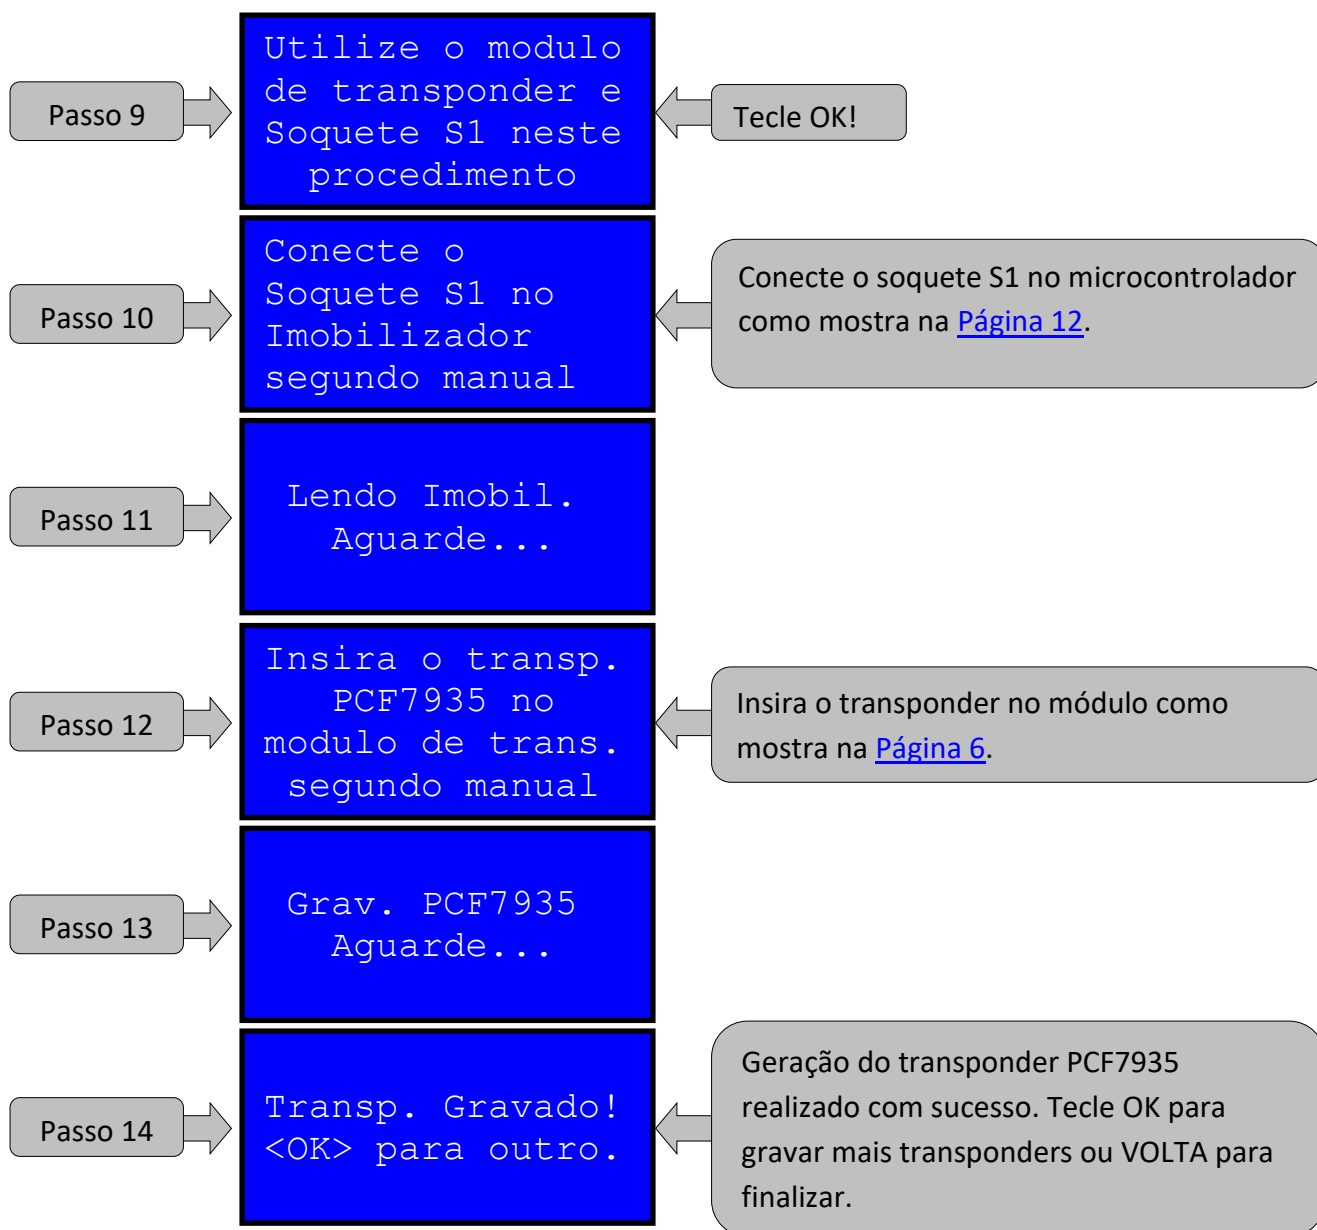 Passo 9
Utilize o modulo
de transponder e
Soquete S1 neste
procedimento
Tecle OK!
Passo 10
Conecte o
Soquete S1 no
Imobilizador
segundo manual
Conecte o soquete S1 no microcontrolador
como mostra na Página 12.
Passo 11
Lendo Imobil.
Aguarde...
Passo 12
Insira o transp.
PCF7935 no
modulo de trans.
segundo manual
Insira o transponder no módulo como
mostra na Página 6.
Passo 13
Grav. PCF7935
Aguarde...
Passo 14
Transp. Gravado!
<OK> para outro.
Geração do transponder PCF7935
realizado com sucesso. Tecle OK para
gravar mais transponders ou VOLTA para
finalizar.